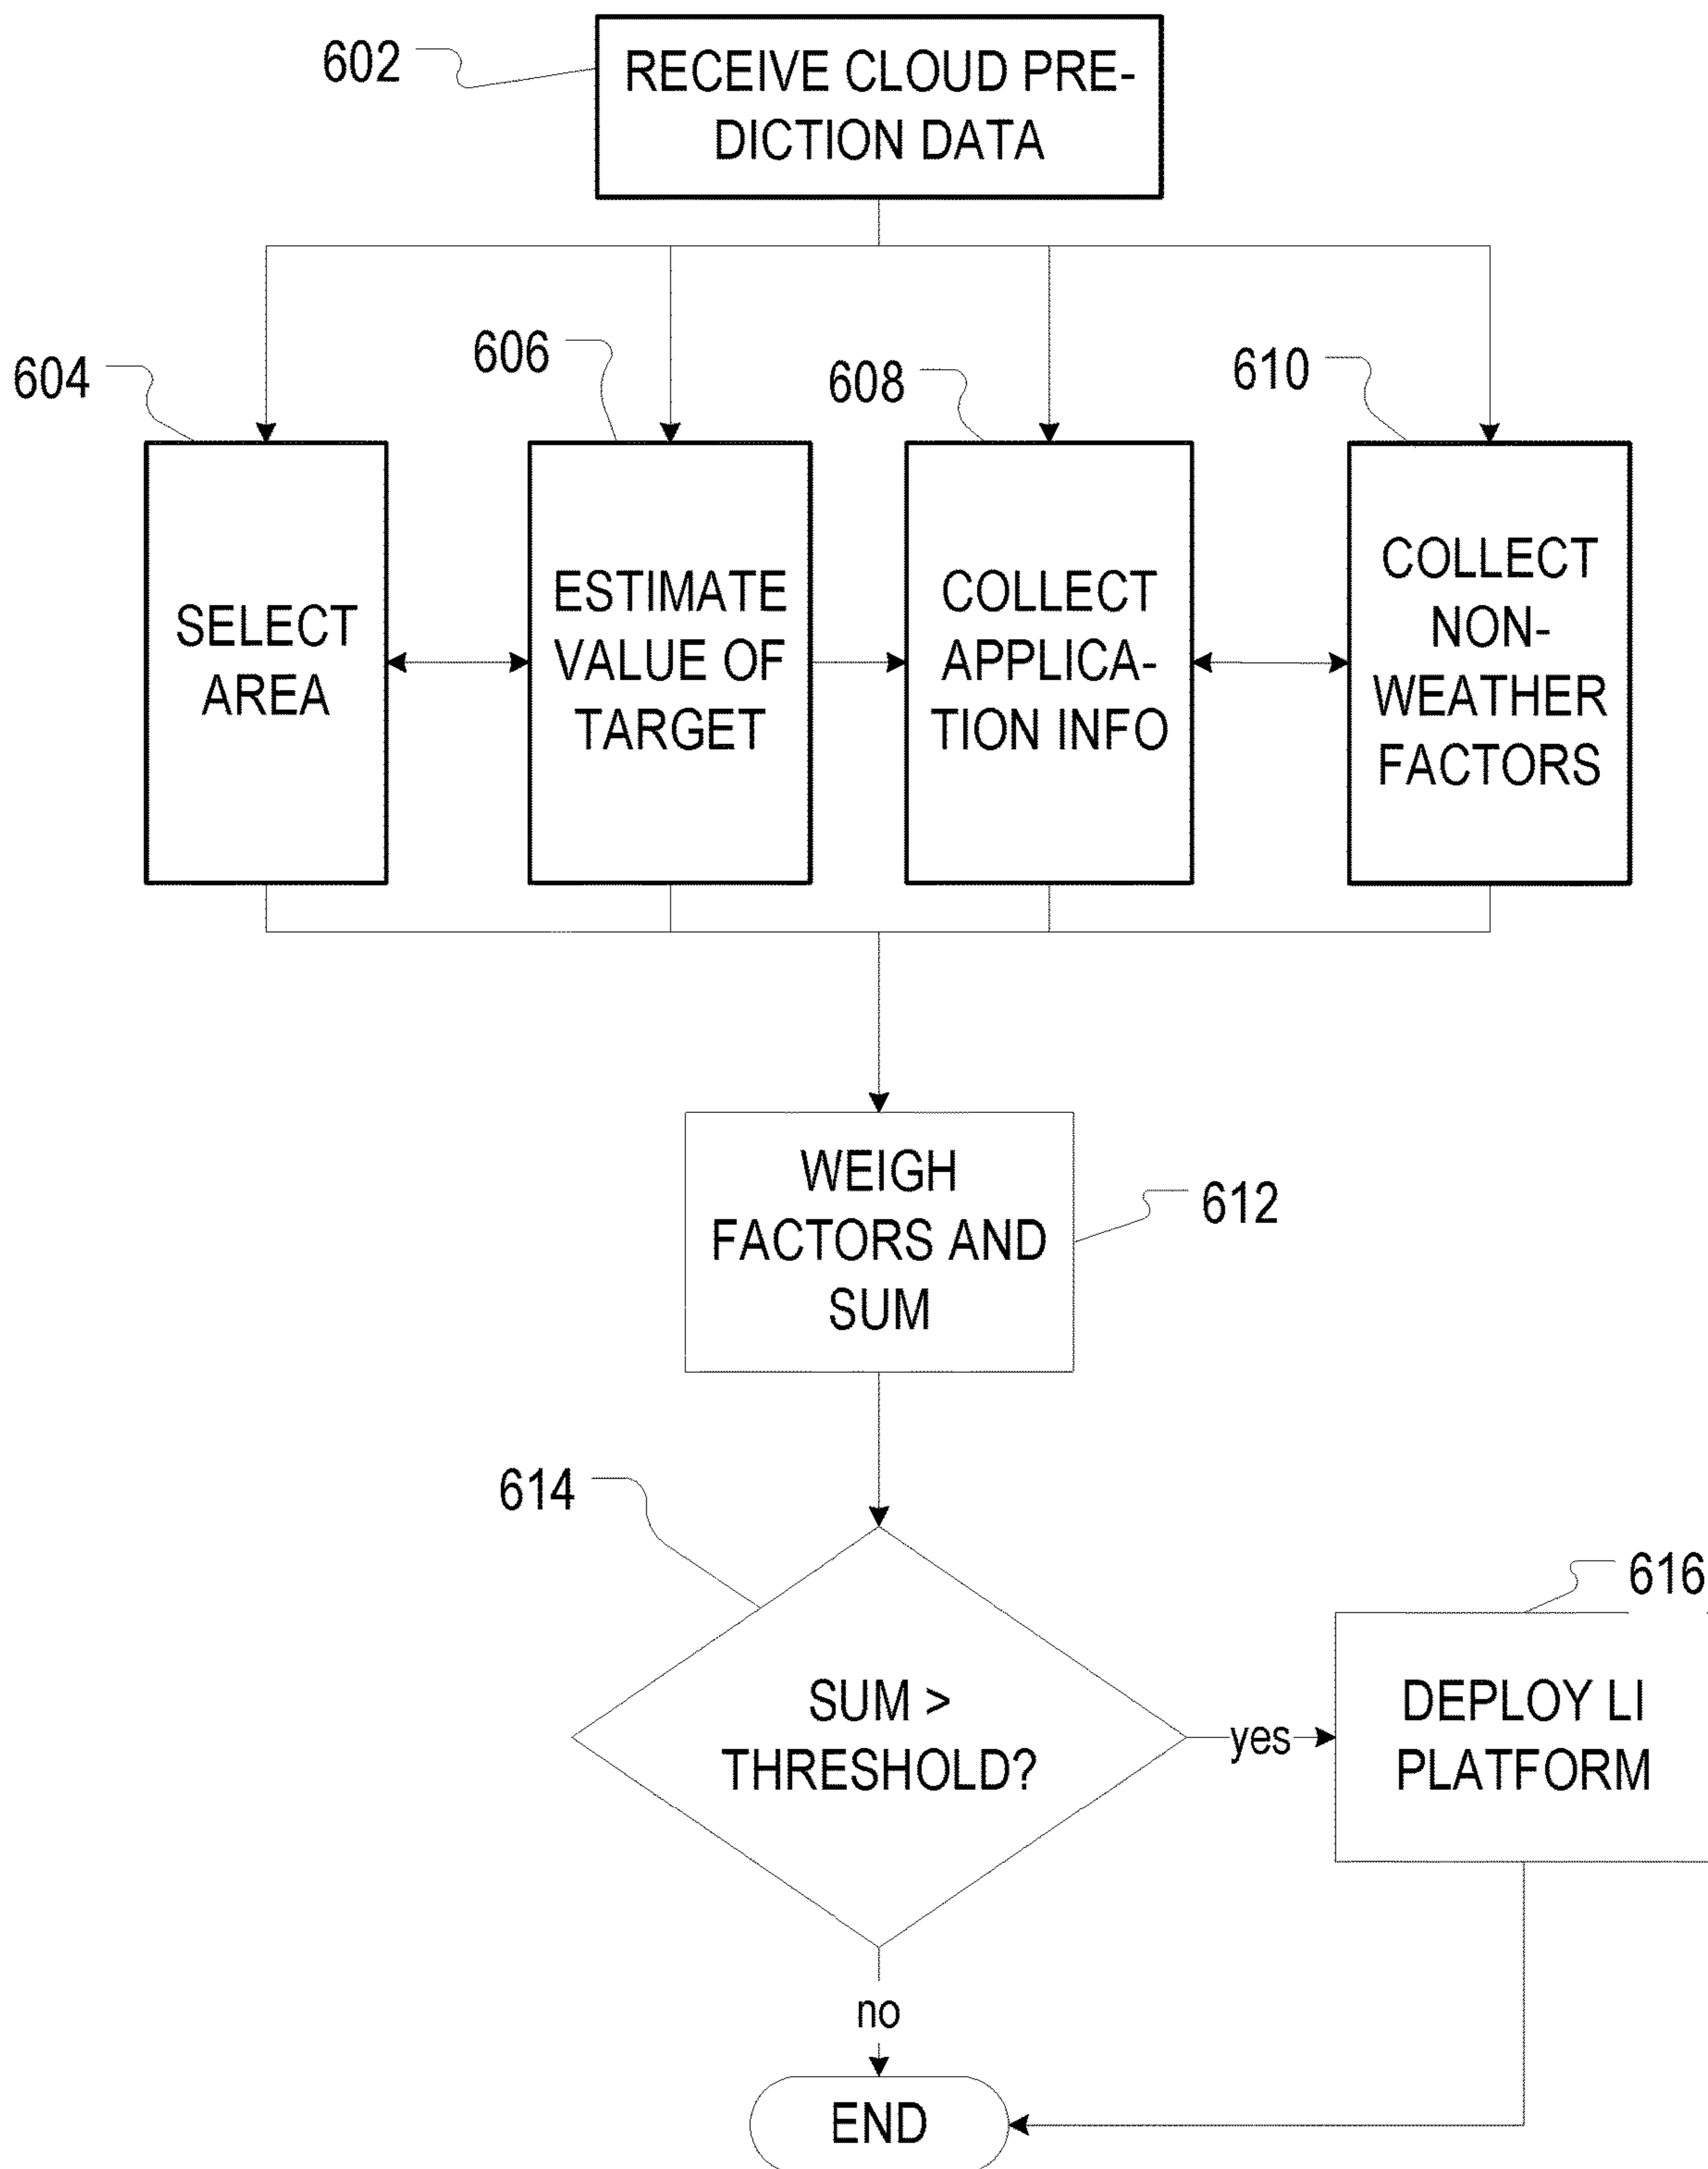 602
RECEIVE CLOUD PRE-
DICTION DATA
604
606
608
610
SELECT
AREA
ESTIMATE
VALUE OF
TARGET
COLLECT
APPLICA-
TION INFO
COLLECT
NON-
WEATHER
FACTORS
WEIGH
FACTORS AND
SUM
612
614
SUM >
THRESHOLD?
yes
616
DEPLOY LI
PLATFORM
no
END